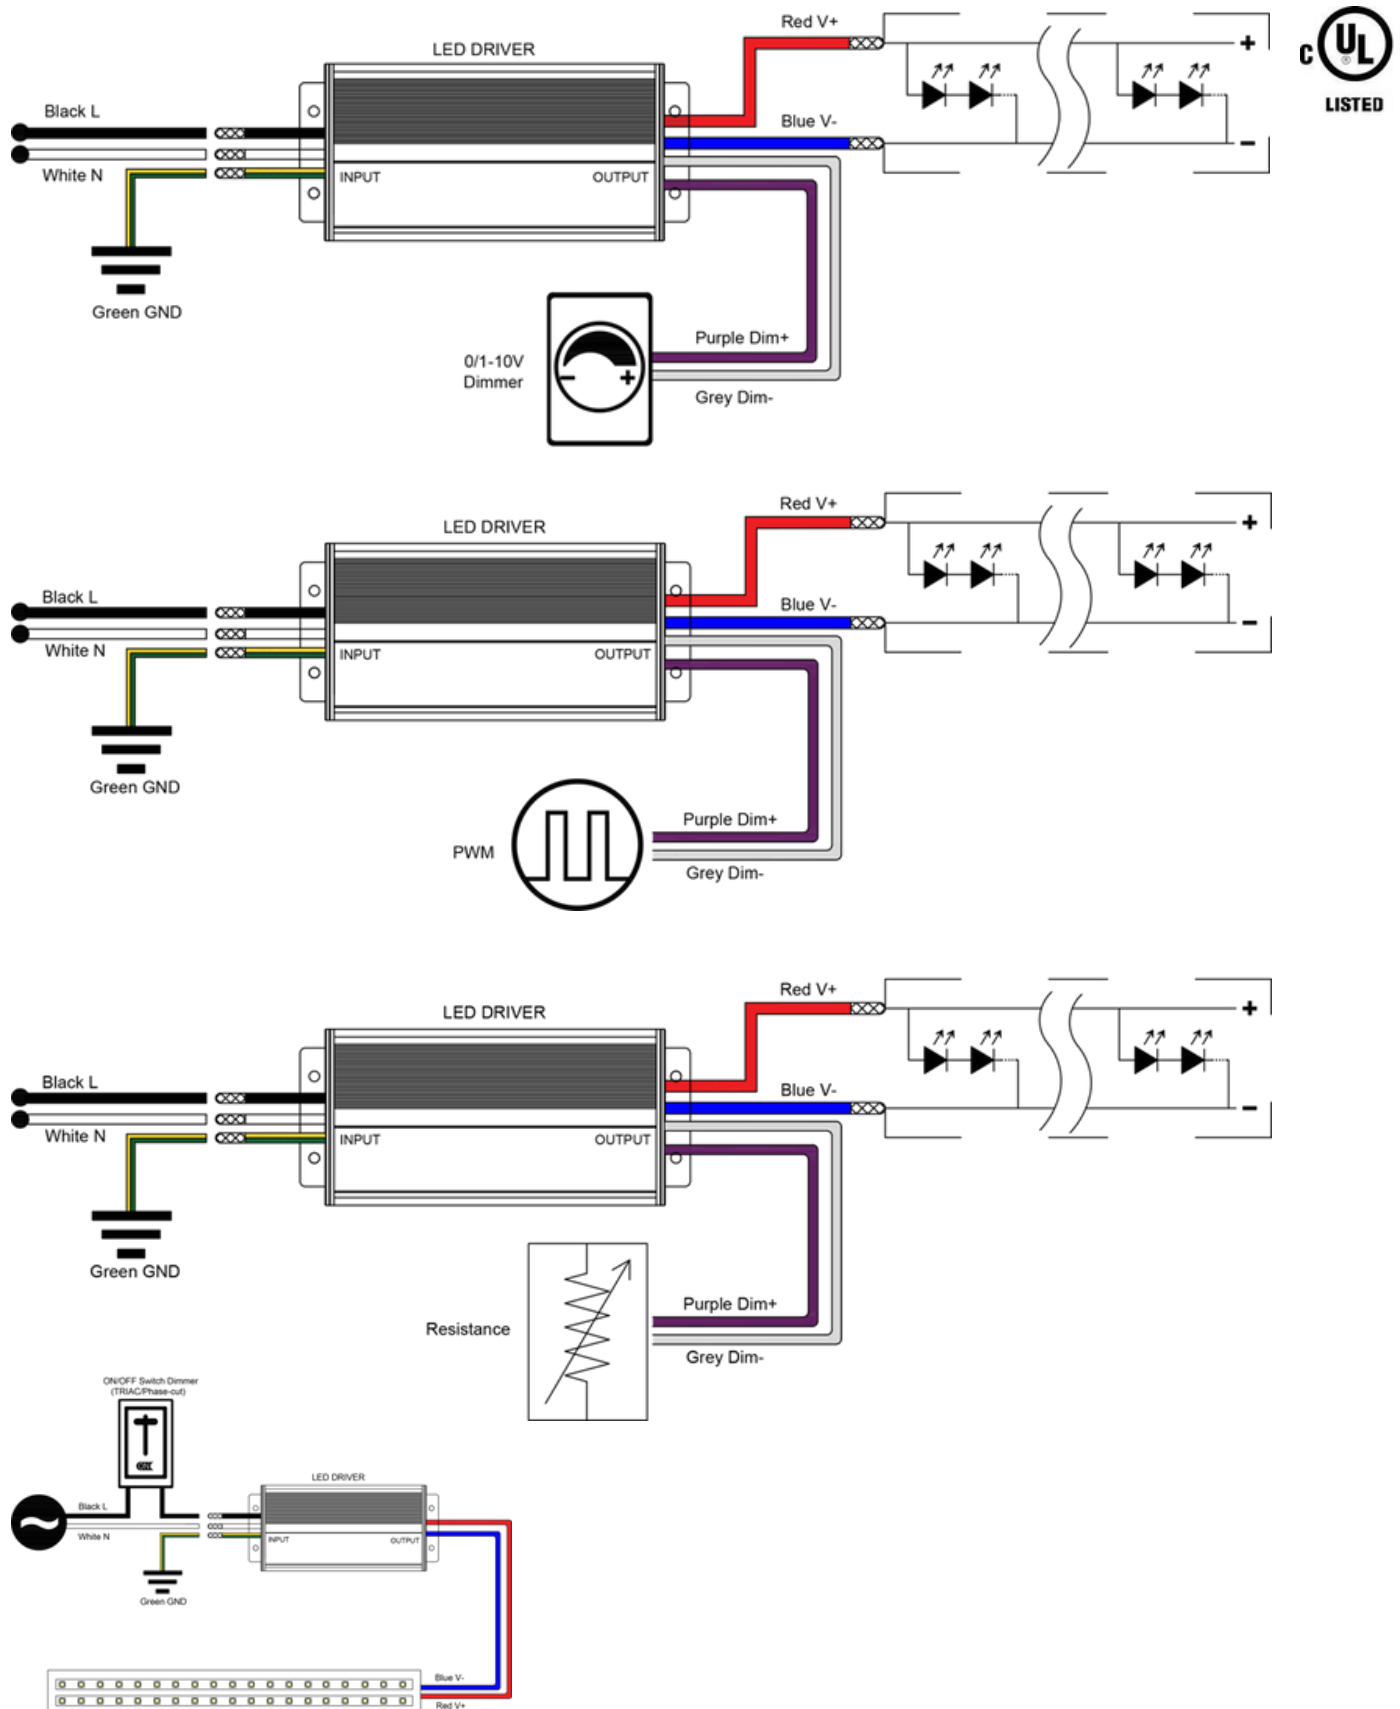 Red V+
LED DRIVER
+
C UL ®
LISTED
Black L
Blue V-
-
White N
INPUT
OUTPUT
Green GND
Purple Dim+
0/1-10V
Dimmer
- +
Grey Dim-
Red V+
LED DRIVER
+
Black L
Blue V-
-
White N
INPUT
OUTPUT
Green GND
Purple Dim+
PWM
Grey Dim-
Red V+
LED DRIVER
+
Black L
Blue V-
-
White N
INPUT
OUTPUT
Green GND
Purple Dim+
Resistance
Grey Dim-
ON/OFF Switch Dimmer
(TRIAC/Phase-cut)
LED DRIVER
Black L
White N
INPUT
OUTPUT
Green GND
Blue V-
Red V+